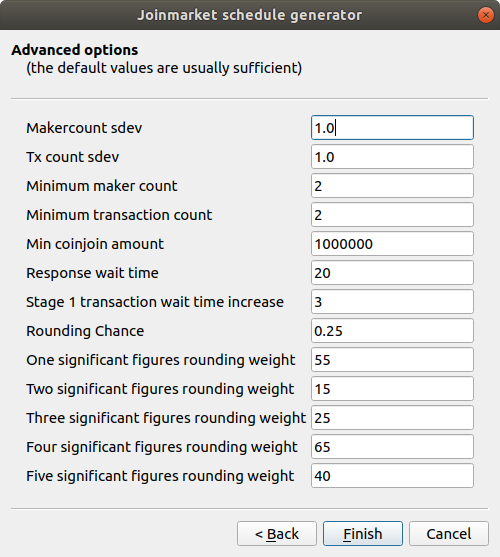 Joinmarket schedule generator
Advanced options
(the default values are usually sufficient)
Makercount sdev 1.0
Tx count sdev 1.0
Minimum maker count 2
Minimum transaction count 2
Min coinjoin amount 1000000
Response wait time 20
Stage 1 transaction wait time increase 3
Rounding Chance 0.25
One significant figures rounding weight 55
Two significant figures rounding weight 15
Three significant figures rounding weight 25
Four significant figures rounding weight 65
Five significant figures rounding weight 40
< Back Finish Cancel